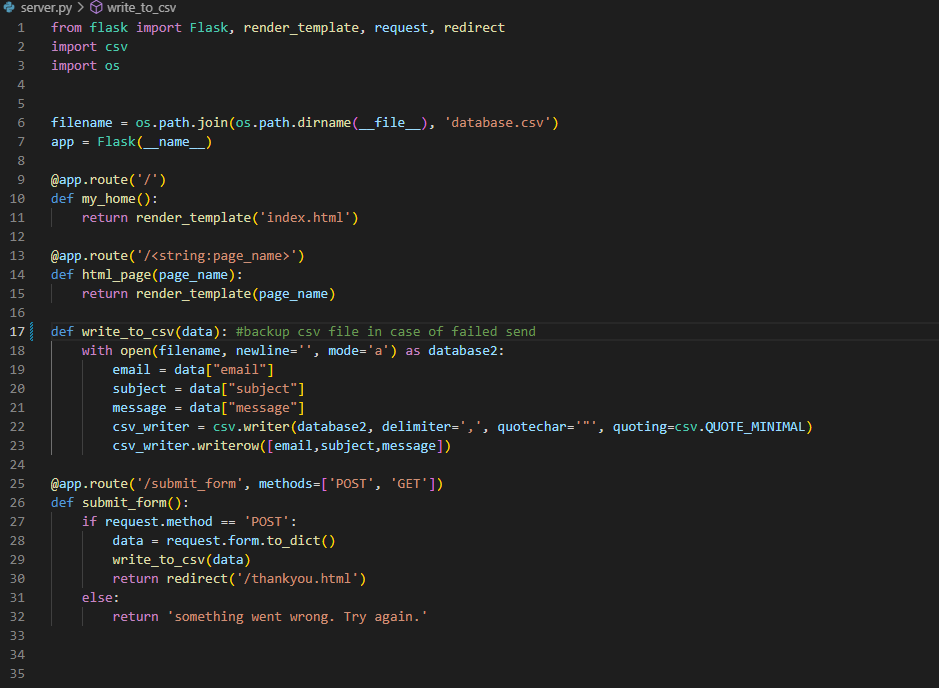 server.py > write_to_csv
1 from flask import Flask, render_template, request, redirect
2 import csv
3 import os
4
5
6 filename = os.path.join(os.path.dirname(__file__), 'database.csv')
7 app = Flask(__name__)
8
9 @app.route('/')
10 def my_home():
11     return render_template('index.html')
12
13 @app.route('/<string:page_name>')
14 def html_page(page_name):
15     return render_template(page_name)
16
17 def write_to_csv(data): #backup csv file in case of failed send
18     with open(filename, newline='', mode='a') as database2:
19         email = data["email"]
20         subject = data["subject"]
21         message = data["message"]
22         csv_writer = csv.writer(database2, delimiter=',', quotechar='"', quoting=csv.QUOTE_MINIMAL)
23         csv_writer.writerow([email,subject,message])
24
25 @app.route('/submit_form', methods=['POST', 'GET'])
26 def submit_form():
27     if request.method == 'POST':
28         data = request.form.to_dict()
29         write_to_csv(data)
30         return redirect('/thankyou.html')
31     else:
32         return 'something went wrong. Try again.'
33
34
35